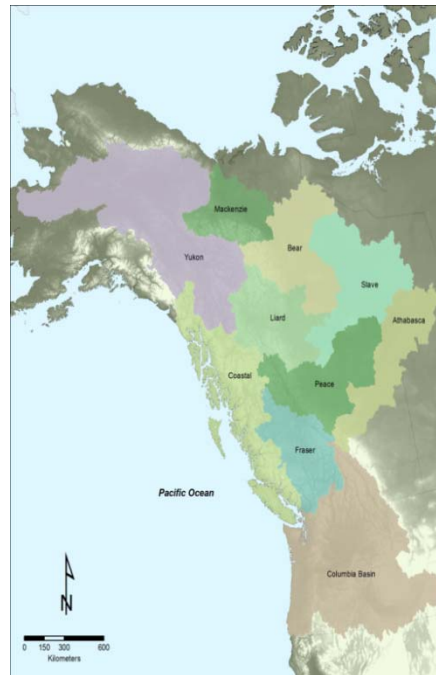 Mackenzie
Bear
Yukon
Slave
Liard
Athabasca
Coastal
Peace
Fraser
Pacific Ocean
Columbia Basin
N
0 150 300 600
Kilometers